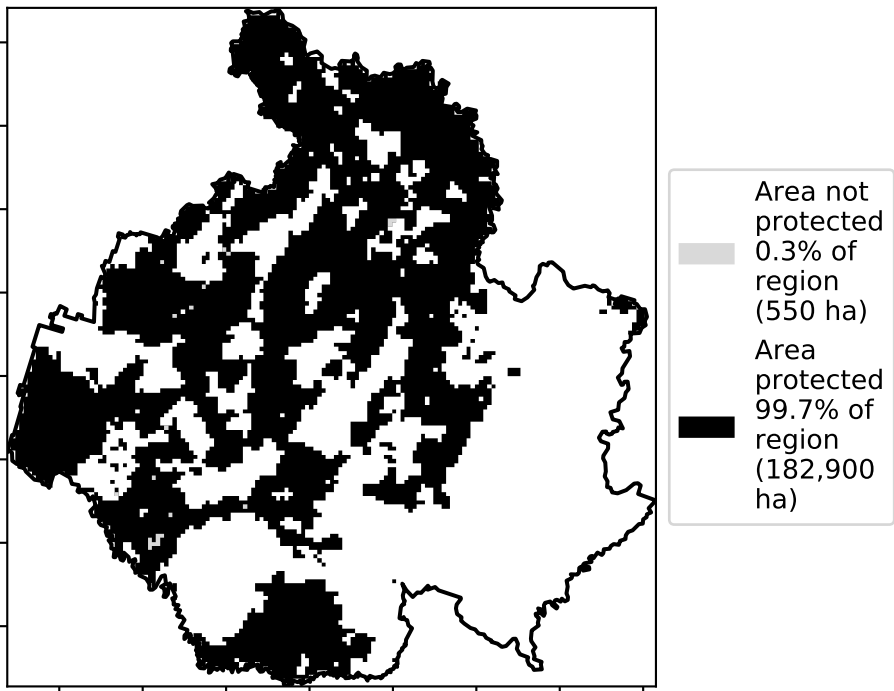 Area not
protected
0.3% of
region
(550 ha)
Area
protected
99.7% of
region
(182,900
ha)